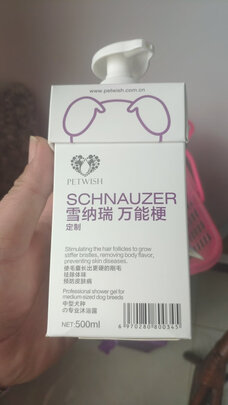 www.petwish.com.cn
PETWISH
SCHNAUZER
雪纳瑞 万能梗
定制
Stimulating the hair follicles to grow
stiffer bristles, removing body flavor,
preventing skin diseases.
使毛囊长出更硬的刚毛
祛除体味
预防皮肤病
Professional shower gel for
medium-sized dog breeds
中型犬种
の专业沐浴露
NET:500ml
6 970280 800345